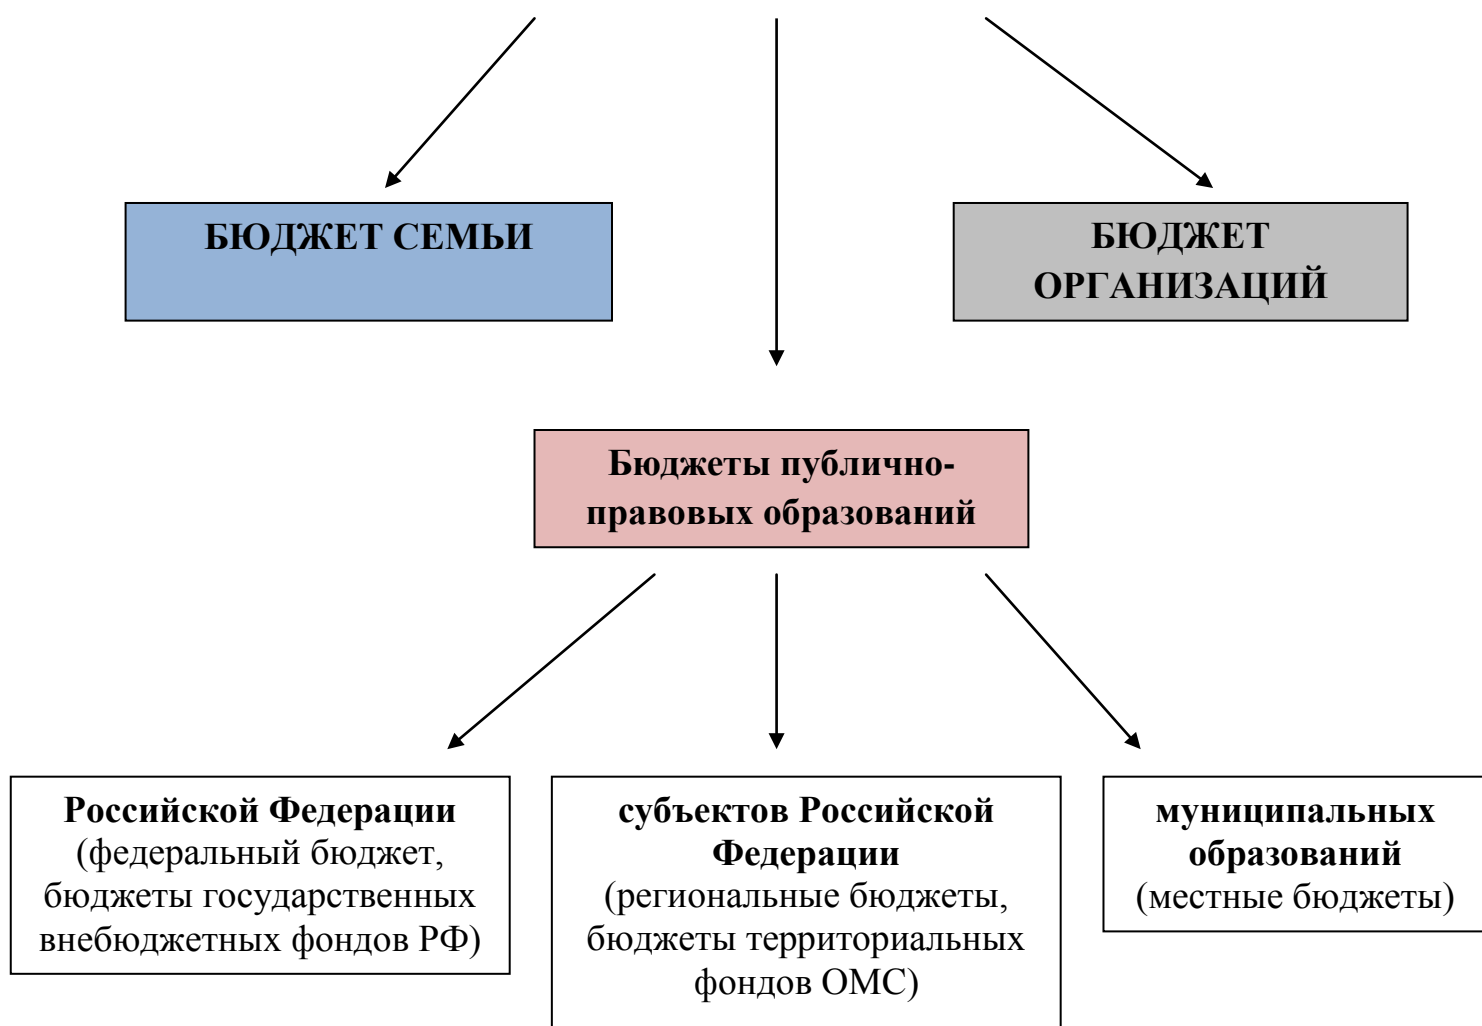 БЮДЖЕТ СЕМЬИ
БЮДЖЕТ
ОРГАНИЗАЦИЙ
Бюджеты публично-
правовых образований
Российской Федерации
(федеральный бюджет,
бюджеты государственных
внебюджетных фондов РФ)
субъектов Российской
Федерации
(региональные бюджеты,
бюджеты территориальных
фондов ОМС)
муниципальных
образований
(местные бюджеты)